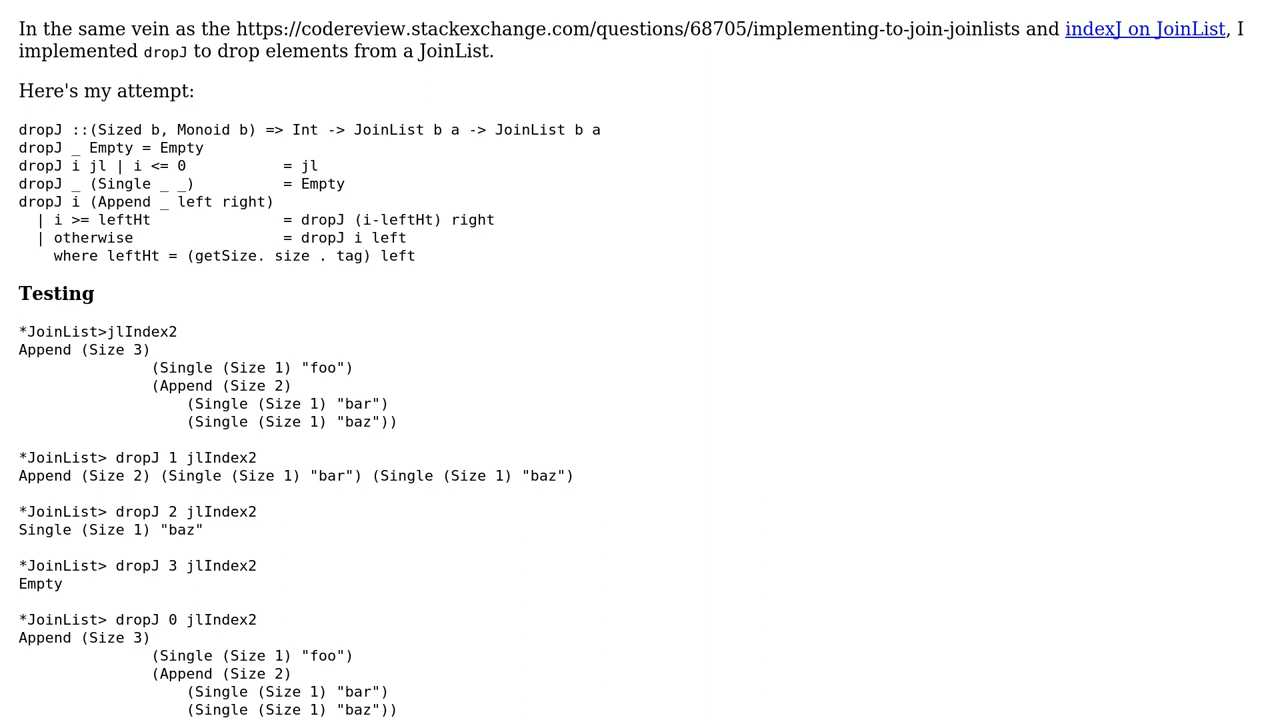 In the same vein as the https://codereview.stackexchange.com/questions/68705/implementing-to-join-joinlists and indexJ on JoinList, I
implemented dropJ to drop elements from a JoinList.
Here's my attempt:
dropJ ::(Sized b, Monoid b) => Int -> JoinList b a -> JoinList b a
dropJ _ Empty = Empty
dropJ i jl | i <= 0           = jl
dropJ _ (Single _ _)          = Empty
dropJ i (Append _ left right)
  | i >= leftHt               = dropJ (i-leftHt) right
  | otherwise                 = dropJ i left
    where leftHt = (getSize. size . tag) left
Testing
*JoinList>jlIndex2
Append (Size 3)
               (Single (Size 1) "foo")
               (Append (Size 2)
                   (Single (Size 1) "bar")
                   (Single (Size 1) "baz"))
*JoinList> dropJ 1 jlIndex2
Append (Size 2) (Single (Size 1) "bar") (Single (Size 1) "baz")
*JoinList> dropJ 2 jlIndex2
Single (Size 1) "baz"
*JoinList> dropJ 3 jlIndex2
Empty
*JoinList> dropJ 0 jlIndex2
Append (Size 3)
               (Single (Size 1) "foo")
               (Append (Size 2)
                   (Single (Size 1) "bar")
                   (Single (Size 1) "baz"))